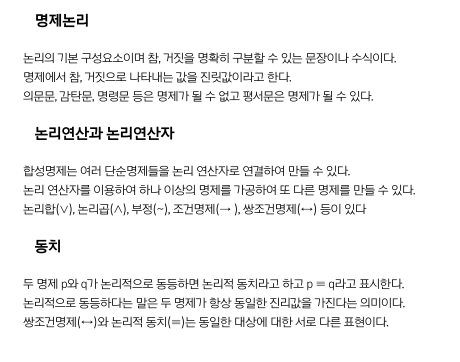 명제논리
논리의 기본 구성요소이며 참, 거짓을 명확히 구분할 수 있는 문장이나 수식이다.
명제에서 참, 거짓으로 나타내는 값을 진릿값이라고 한다.
의문문, 감탄문, 명령문 등은 명제가 될 수 없고 평서문은 명제가 될 수 있다.
논리연산과 논리연산자
합성명제는 여러 단순명제들을 논리 연산자로 연결하여 만들 수 있다.
논리 연산자를 이용하여 하나 이상의 명제를 가공하여 또 다른 명제를 만들 수 있다.
논리합(∨), 논리곱(∧), 부정(~), 조건명제(→ ), 쌍조건명제(↔) 등이 있다
동치
두 명제 p와 q가 논리적으로 동등하면 논리적 동치라고 하고 p ≡ q라고 표시한다.
논리적으로 동등하다는 말은 두 명제가 항상 동일한 진리값을 가진다는 의미이다.
쌍조건명제(↔)와 논리적 동치(≡)는 동일한 대상에 대한 서로 다른 표현이다.